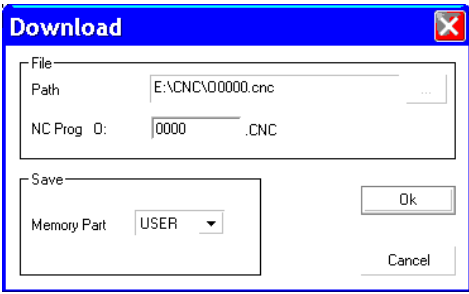 Download
File
Path E:\CNC\O0000.cnc ...
NC Prog O: 0000 .CNC
Save
Memory Part USER
Ok
Cancel